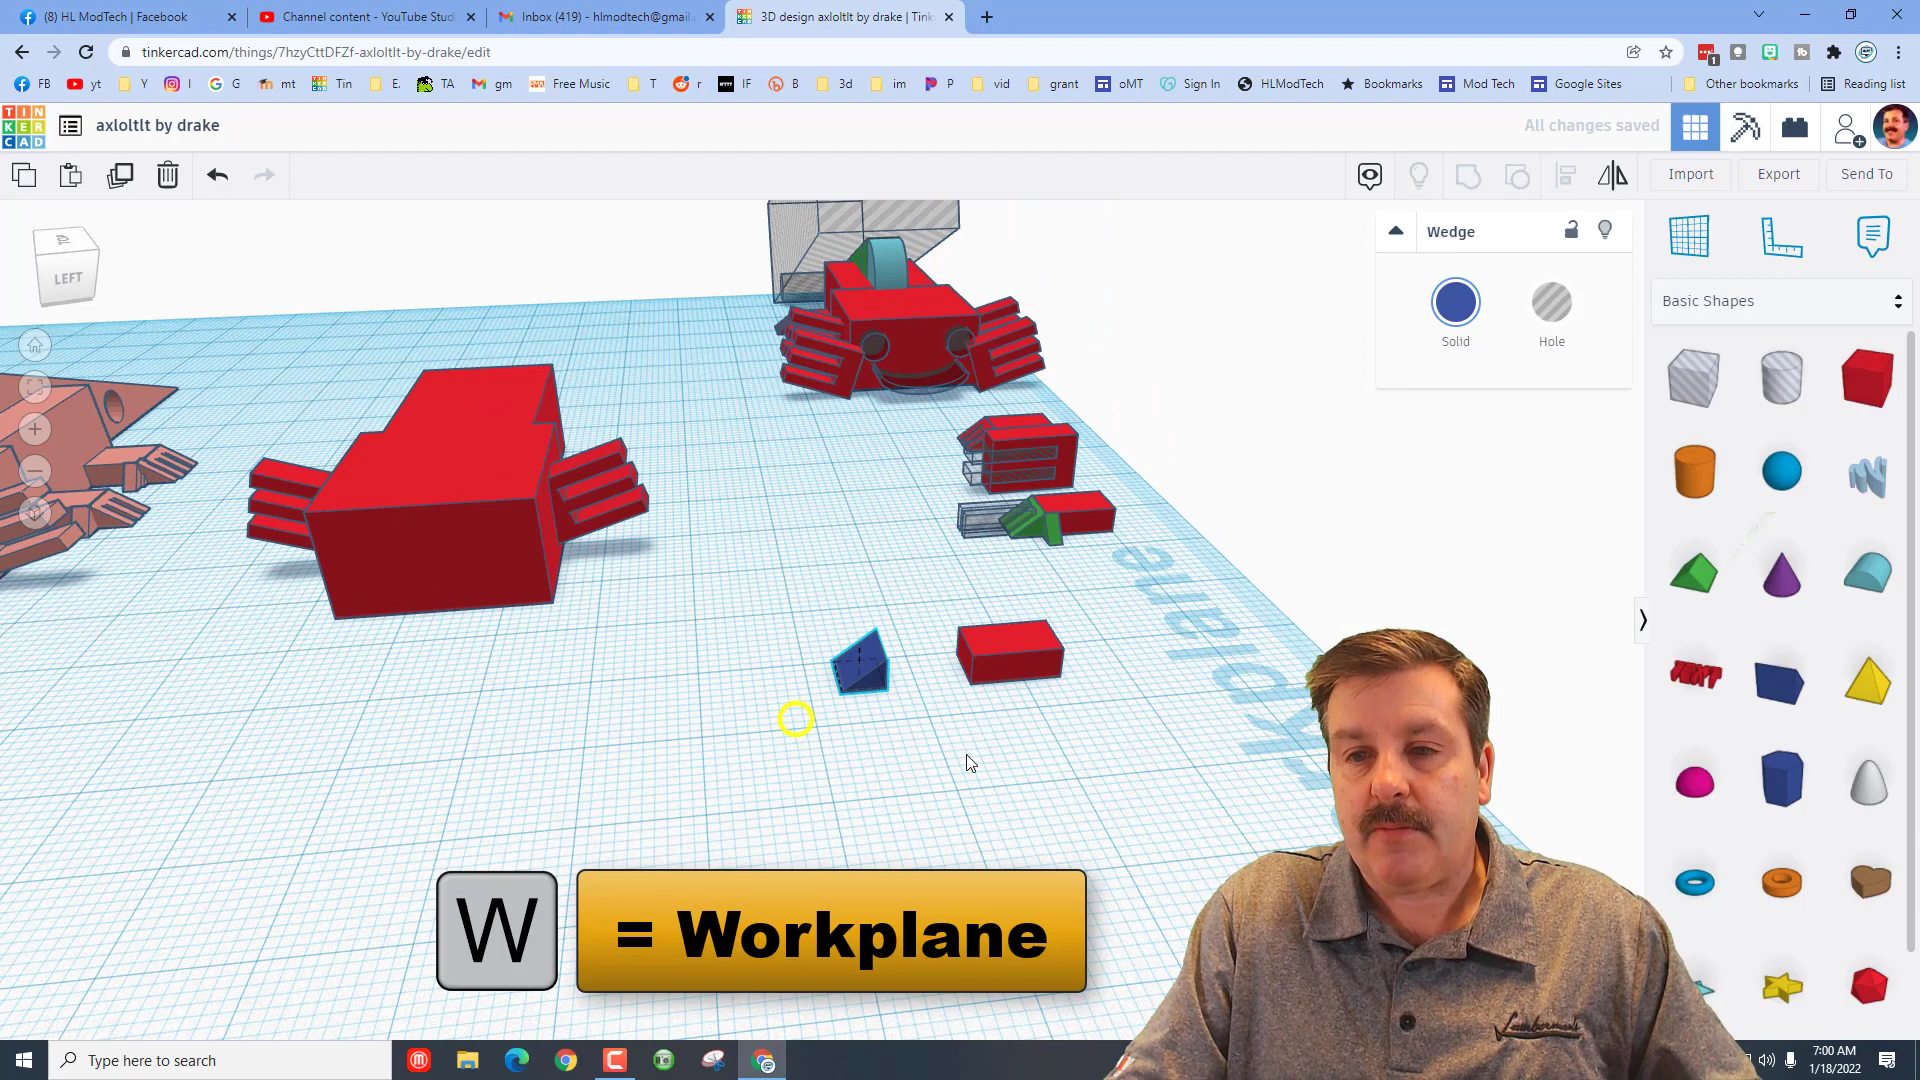 (8) HL ModTech | Facebook
Channel content - YouTube Stud
Inbox (419) - hlmodtech@gmail.
3D design axloltlt by drake | Tink
tinkercad.com/things/7hzyCttDFZf-axloltlt-by-drake/edit
FB
yt
Y
I
G
mt
Tin
E.
TA
gm
Free Music
T
r
IF
B
3d
im
P
vid
grant
oMT
Sign In
HLModTech
Bookmarks
Mod Tech
Google Sites
Other bookmarks
Reading list
TINKERCAD
axloltlt by drake
All changes saved
Import
Export
Send To
LEFT
Wedge
Solid
Hole
Basic Shapes
TEXT
Workplane
W
= Workplane
Type here to search
7:00 AM
1/18/2022